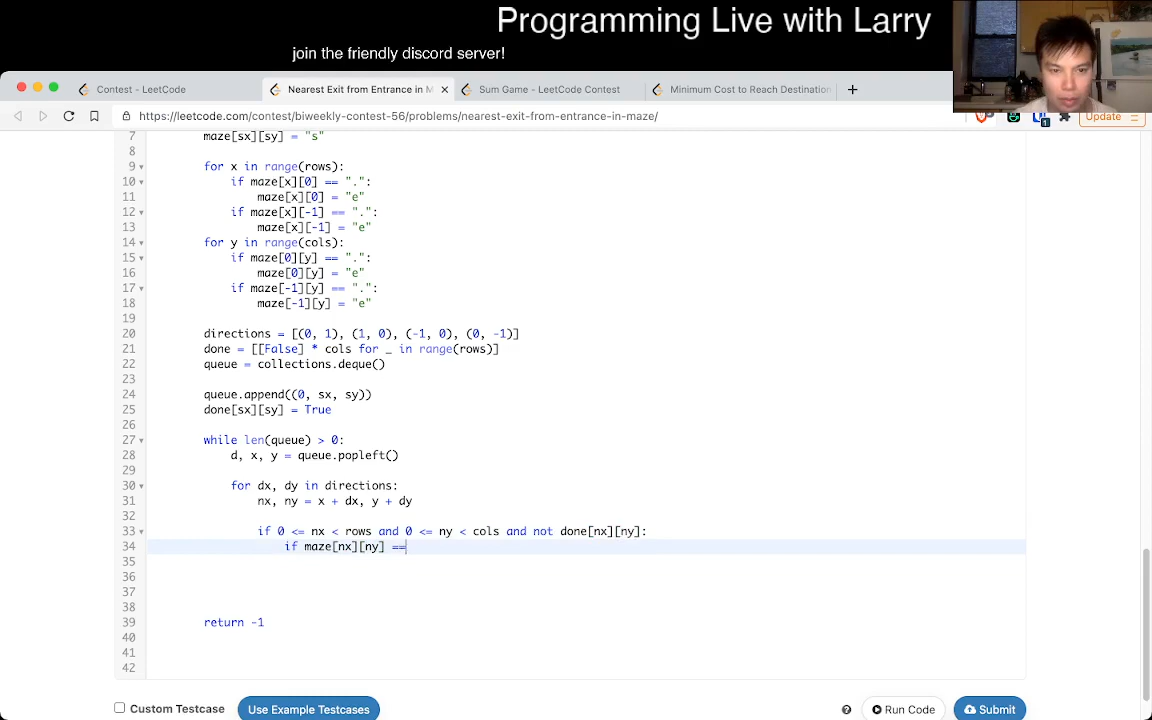 Programming Live with Larry
join the friendly discord server!
Contest - LeetCode
Nearest Exit from Entrance in M
Sum Game - LeetCode Contest
Minimum Cost to Reach Destination
https://leetcode.com/contest/biweekly-contest-56/problems/nearest-exit-from-entrance-in-maze/
Update
7 maze[sx][sy] = "s"
8
9 for x in range(rows):
10 if maze[x][0] == ".":
11 maze[x][0] = "e"
12 if maze[x][-1] == ".":
13 maze[x][-1] = "e"
14 for y in range(cols):
15 if maze[0][y] == ".":
16 maze[0][y] = "e"
17 if maze[-1][y] == ".":
18 maze[-1][y] = "e"
19
20 directions = [(0, 1), (1, 0), (-1, 0), (0, -1)]
21 done = [[False] * cols for _ in range(rows)]
22 queue = collections.deque()
23
24 queue.append((0, sx, sy))
25 done[sx][sy] = True
26
27 while len(queue) > 0:
28 d, x, y = queue.popleft()
29
30 for dx, dy in directions:
31 nx, ny = x + dx, y + dy
32
33 if 0 <= nx < rows and 0 <= ny < cols and not done[nx][ny]:
34 if maze[nx][ny] ==
35
36
37
38
39 return -1
40
41
42
Custom Testcase
Use Example Testcases
Run Code
Submit